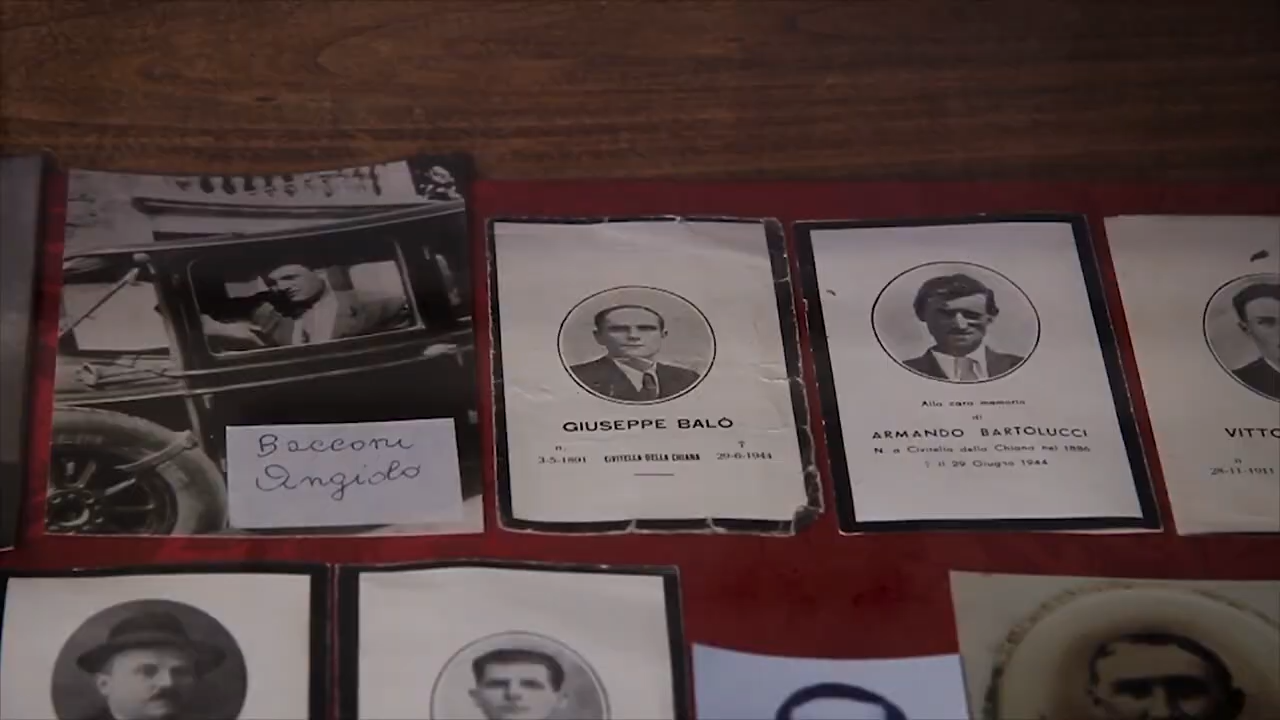 Bacconi
Angiolo
GIUSEPPE BALÒ
n. †
3-5-1891 CIVITELLA DELLA CHIANA 29-6-1944
Alla cara memoria
di
ARMANDO BARTOLUCCI
N. a Civitella della Chiana nel 1886
† il 29 Giugno 1944
VITTO
n
28-11-1911